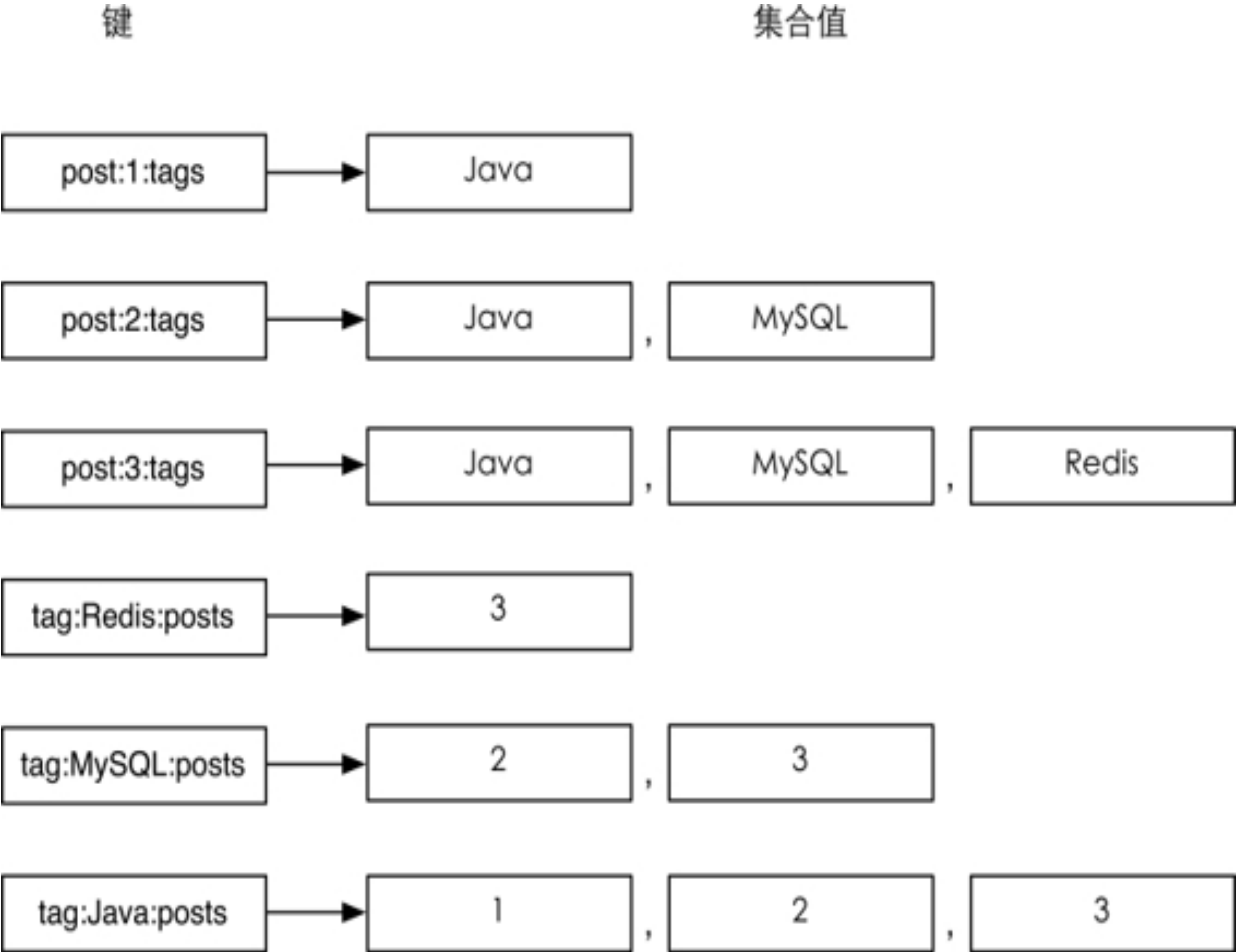 键 集合值
post:1:tags Java
post:2:tags Java , MySQL
post:3:tags Java , MySQL , Redis
tag:Redis:posts 3
tag:MySQL:posts 2 , 3
tag:Java:posts 1 , 2 , 3